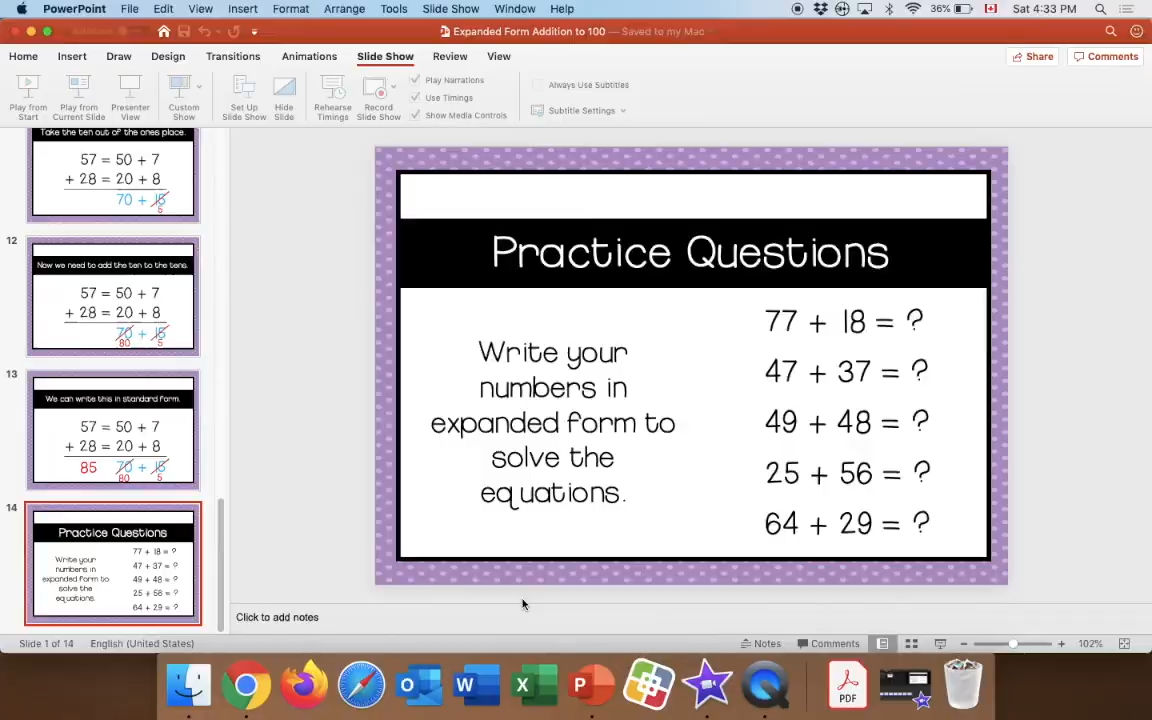 PowerPoint File Edit View Insert Format Arrange Tools Slide Show Window Help 36% Sat 4:33 PM
Expanded Form Addition to 100 — Saved to my Mac
Home Insert Draw Design Transitions Animations Slide Show Review View Share Comments
Play from Start
Play from Current Slide
Presenter View
Custom Show
Set Up Slide Show
Hide Slide
Rehearse Timings
Record Slide Show
Play Narrations
Use Timings
Show Media Controls
Always Use Subtitles
Subtitle Settings
Take the ten out of the ones place.
57 = 50 + 7
+ 28 = 20 + 8
70 + 15
5
12
Now we need to add the ten to the tens.
57 = 50 + 7
+ 28 = 20 + 8
70 + 15
80 5
13
We can write this in standard form.
57 = 50 + 7
+ 28 = 20 + 8
85 70 + 15
80 5
14
Practice Questions
Write your
numbers in
expanded form to
solve the
equations.
77 + 18 = ?
47 + 37 = ?
49 + 48 = ?
25 + 56 = ?
64 + 29 = ?
Practice Questions
Write your
numbers in
expanded form to
solve the
equations.
77 + 18 = ?
47 + 37 = ?
49 + 48 = ?
25 + 56 = ?
64 + 29 = ?
Click to add notes
Slide 1 of 14 English (United States) Notes Comments 102%
O W X P PDF